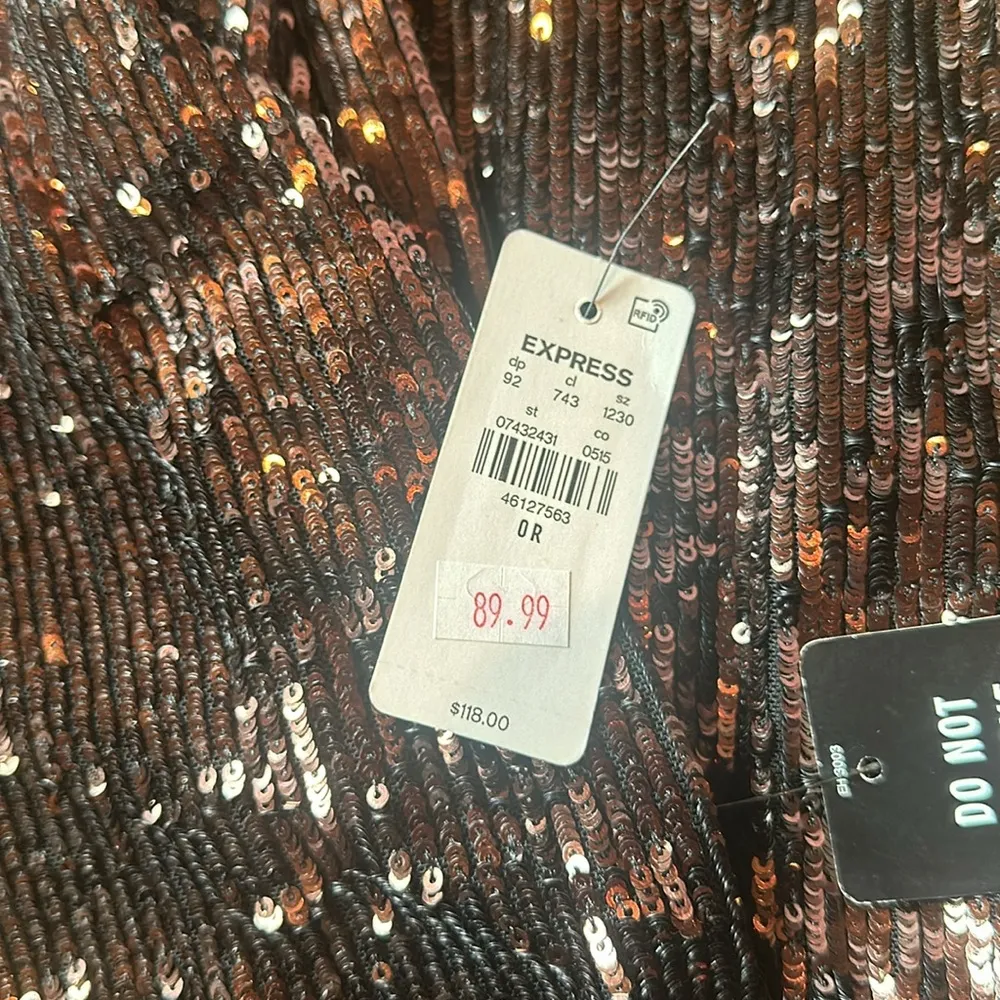 RFID
EXPRESS
dp cl sz
92 743 1230
st co
07432431 0515
46127563
0R
89.99
$118.00
DO NOT